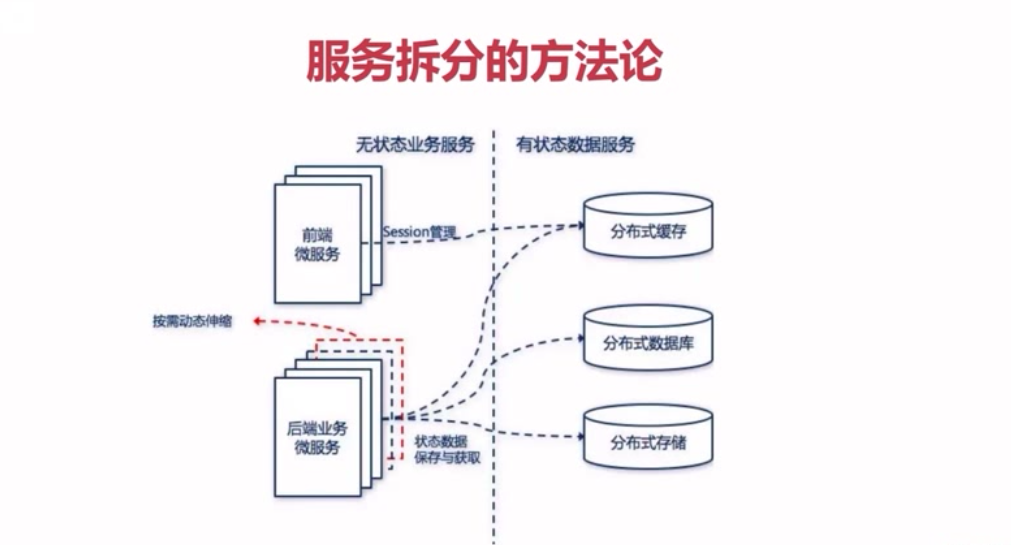 服务拆分的方法论
无状态业务服务
有状态数据服务
前端
微服务
Session管理
分布式缓存
按需动态伸缩
分布式数据库
后端业务
微服务
状态数据
保存与获取
分布式存储